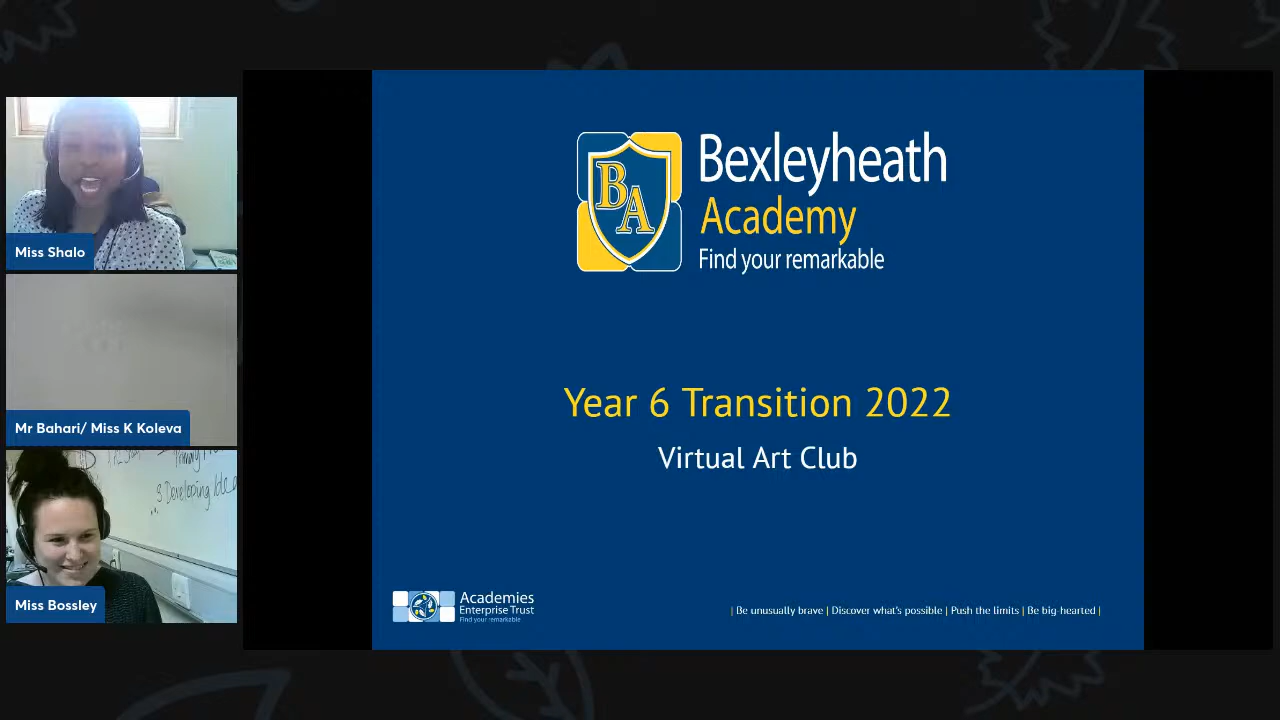 Miss Shalo
Mr Bahari/ Miss K Koleva
3 Developing
Miss Bossley
BA
Bexleyheath
Academy
Find your remarkable
Year 6 Transition 2022
Virtual Art Club
Academies
Enterprise Trust
Find your remarkable
| Be unusually brave | Discover what's possible | Push the limits | Be big-hearted |